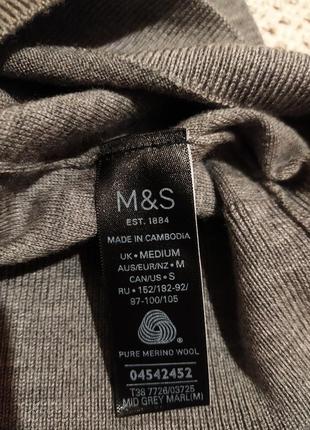 M&S
EST. 1884
MADE IN CAMBODIA
UK • MEDIUM
AUS/EUR/NZ • M
CAN/US • S
RU • 152/182-92/
97-100/105
PURE MERINO WOOL
04542452
T38 7726/03725
MID GREY MARL(M)